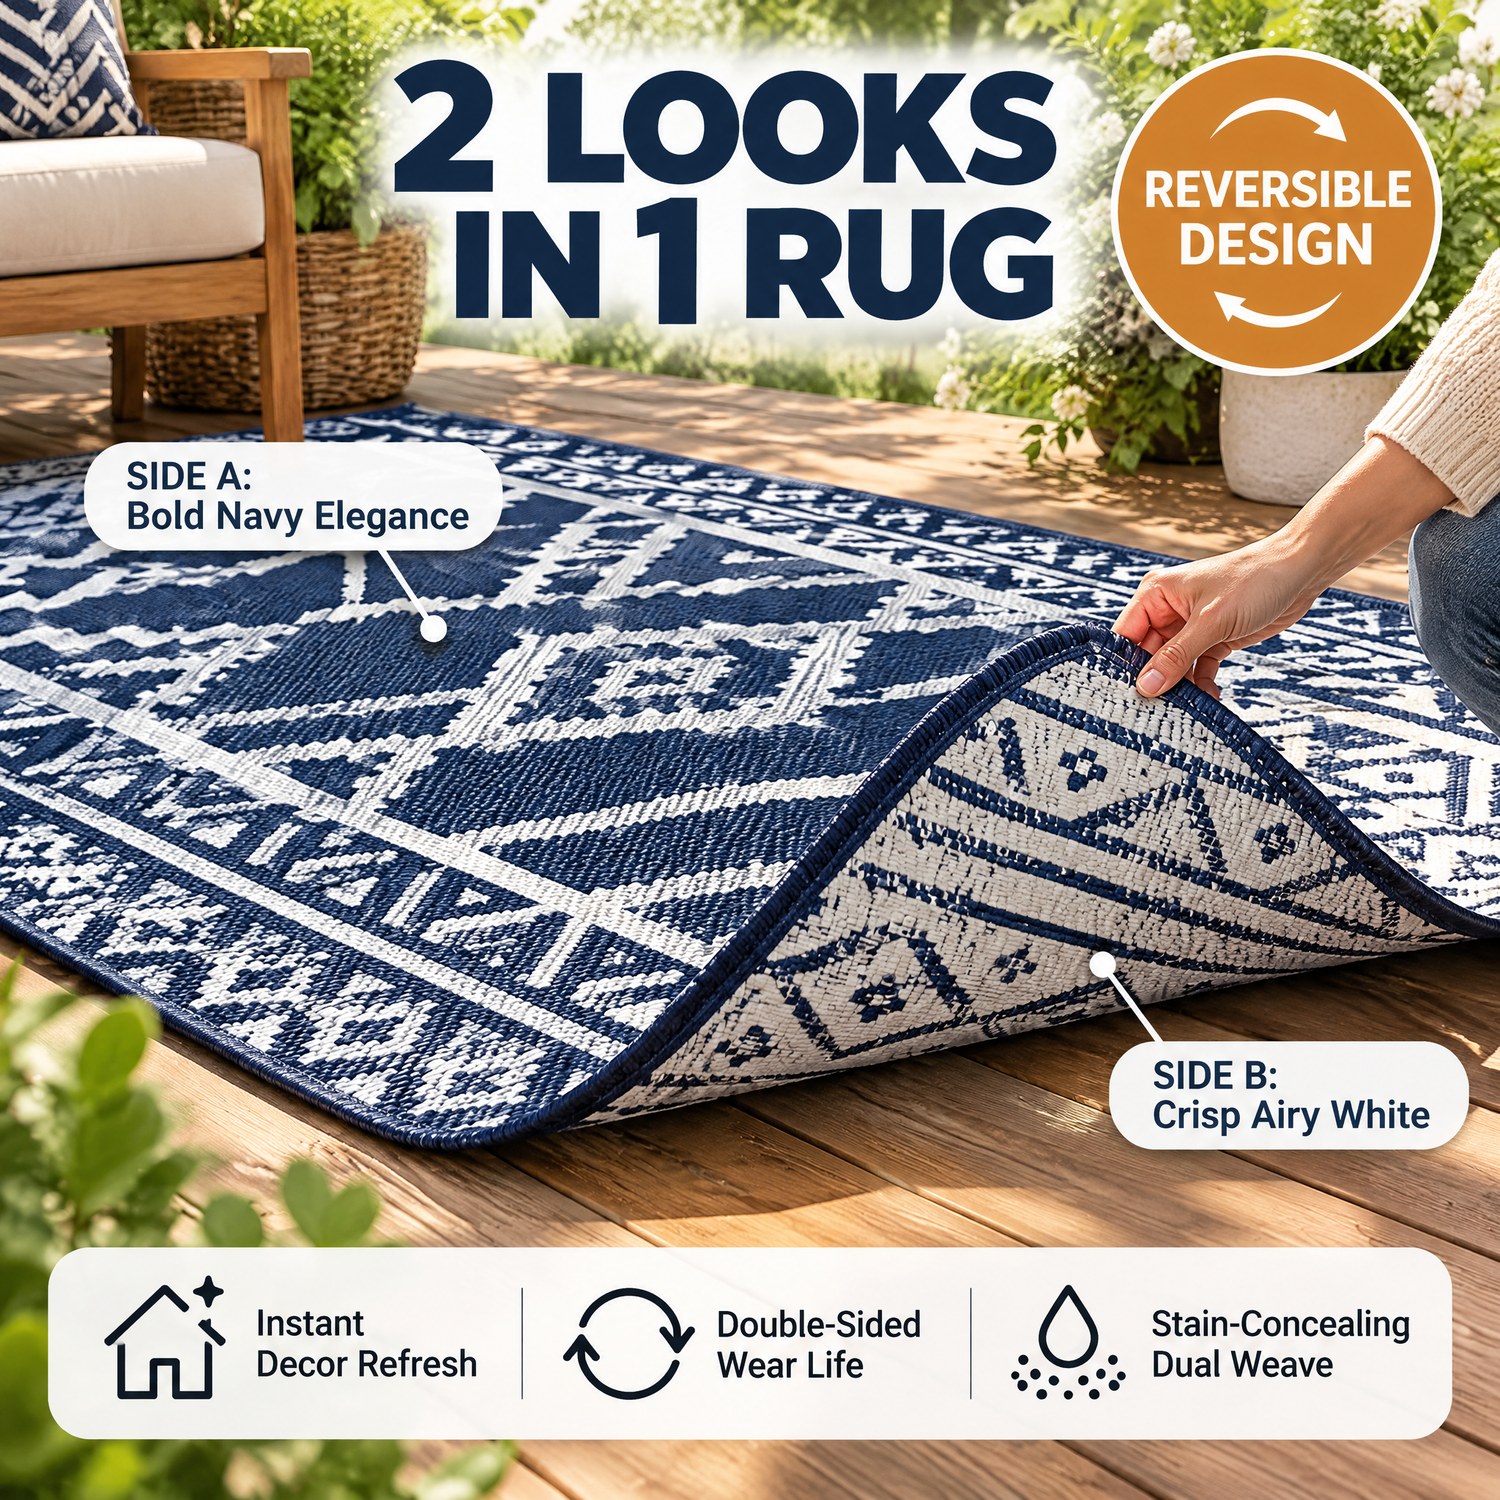 2 LOOKS
IN 1 RUG
REVERSIBLE
DESIGN
SIDE A:
Bold Navy Elegance
SIDE B:
Crisp Airy White
Instant
Decor Refresh
Double-Sided
Wear Life
Stain-Concealing
Dual Weave